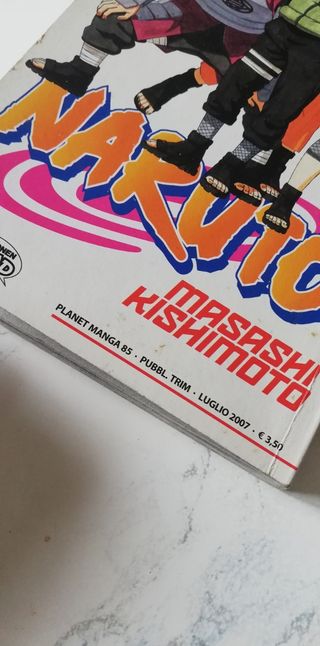 NARUTO
MASASHI
KISHIMOTO
PLANET MANGA 85 · PUBBL. TRIM · LUGLIO 2007 · € 3,50